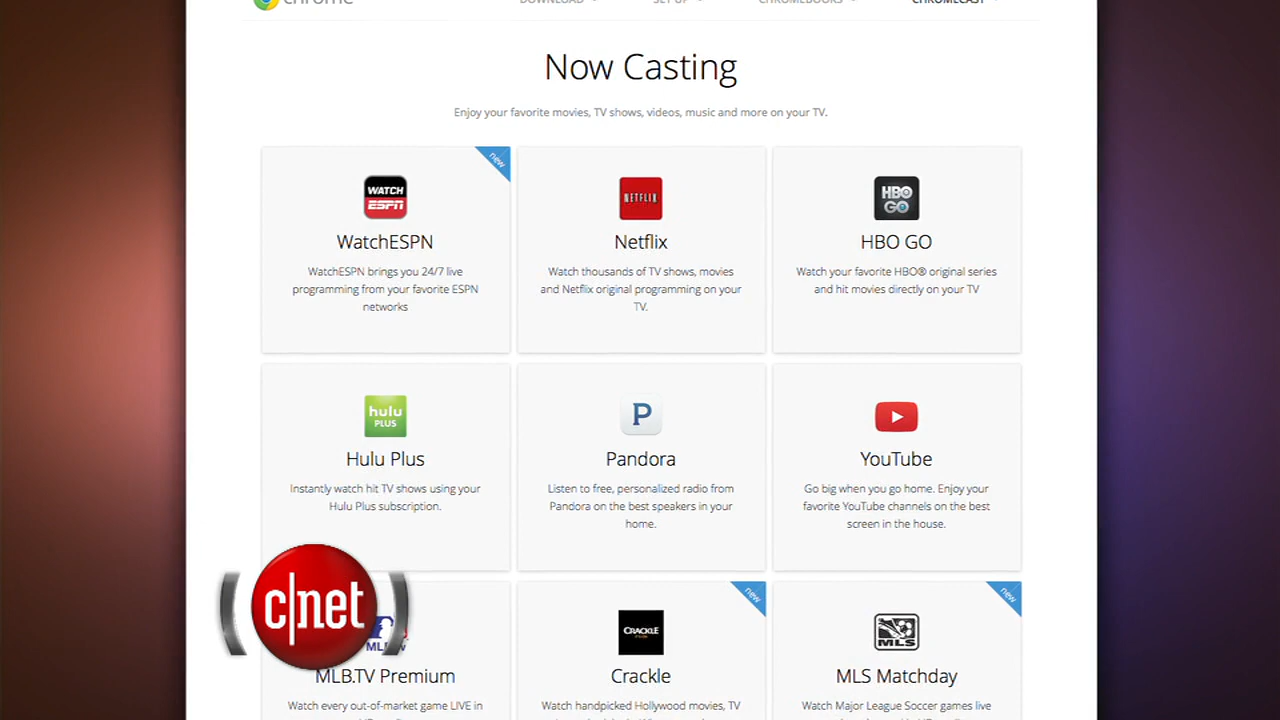 chrome
DOWNLOAD
SET UP
CHROMEBOOKS
CHROMECAST
Now Casting
Enjoy your favorite movies, TV shows, videos, music and more on your TV.
new
WATCH
ESPN
WatchESPN
WatchESPN brings you 24/7 live
programming from your favorite ESPN
networks
NETFLIX
Netflix
Watch thousands of TV shows, movies
and Netflix original programming on your
TV.
HBO
GO
HBO GO
Watch your favorite HBO® original series
and hit movies directly on your TV
hulu
PLUS
Hulu Plus
Instantly watch hit TV shows using your
Hulu Plus subscription.
P
Pandora
Listen to free, personalized radio from
Pandora on the best speakers in your
home.
YouTube
Go big when you go home. Enjoy your
favorite YouTube channels on the best
screen in the house.
c|net
MLB.TV Premium
Watch every out-of-market game LIVE in
new
CRACKLE
Crackle
Watch handpicked Hollywood movies, TV
new
MLS
MLS Matchday
Watch Major League Soccer games live